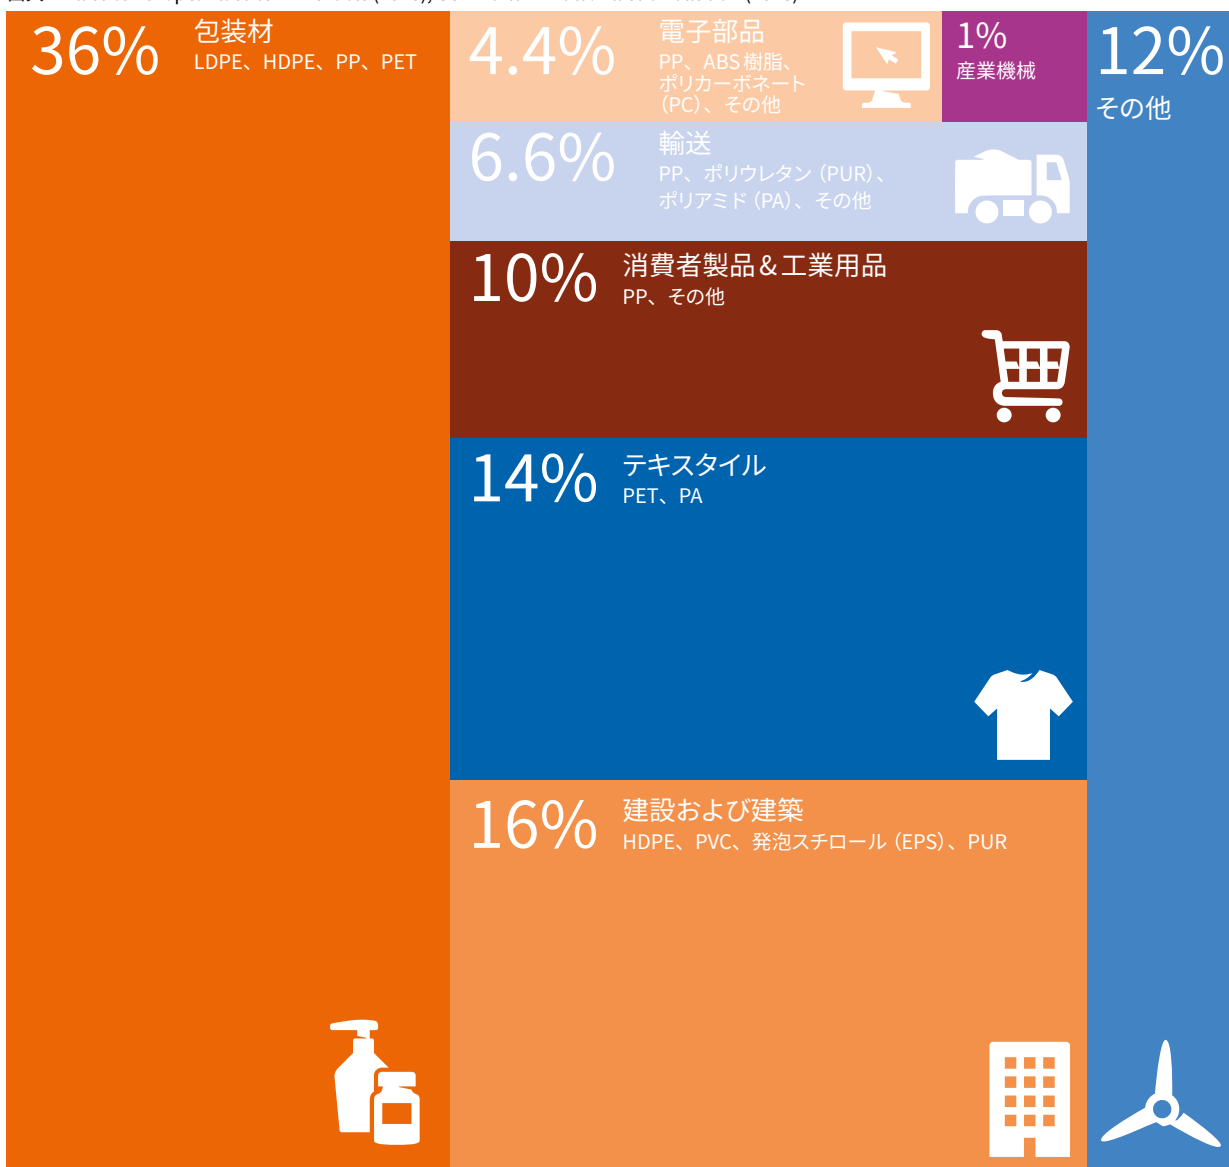 36%
包装材
LDPE、HDPE、PP、PET
4.4%
電子部品
PP、ABS樹脂、
ポリカーボネート
（PC）、その他
1%
産業機械
12%
その他
6.6%
輸送
PP、ポリウレタン（PUR）、
ポリアミド（PA）、その他
10%
消費者製品＆工業用品
PP、その他
14%
テキスタイル
PET、PA
16%
建設および建築
HDPE、PVC、発泡スチロール（EPS）、PUR